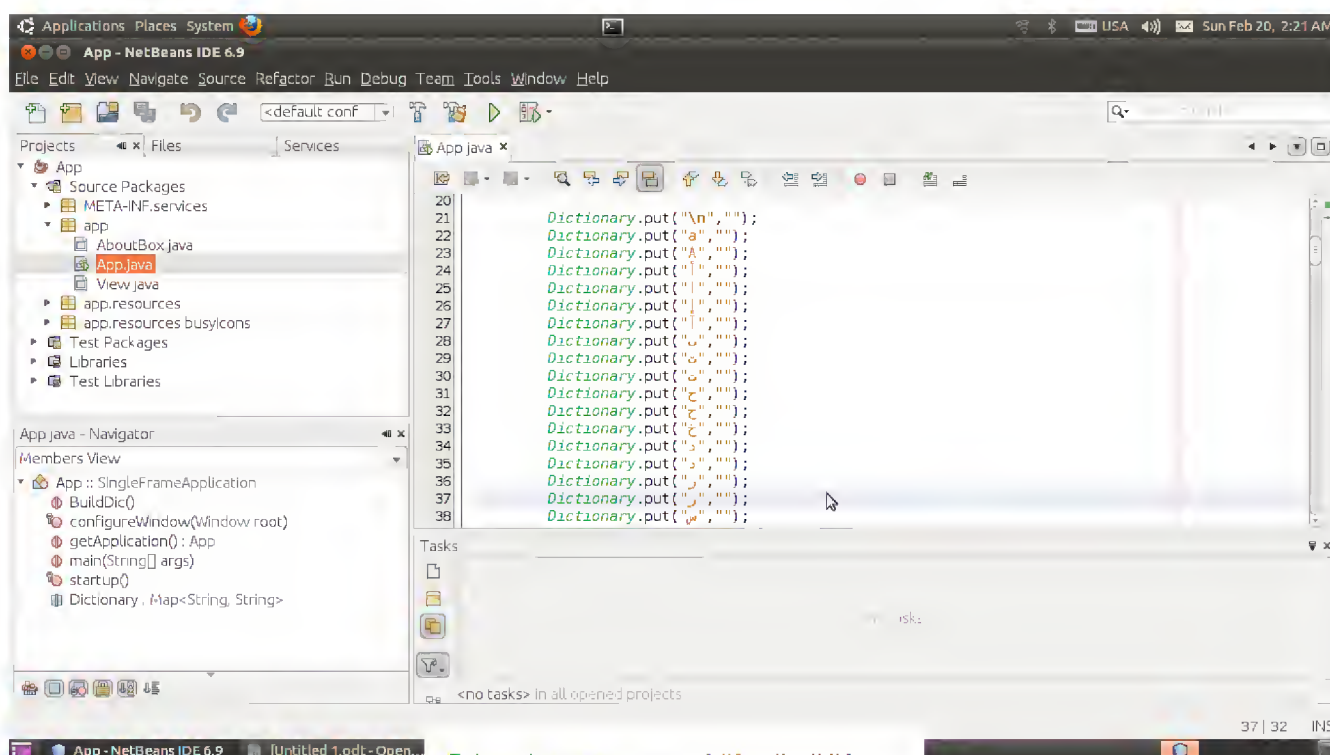 Applications Places System
USA
Sun Feb 20, 2:21 AM
App - NetBeans IDE 6.9
File Edit View Navigate Source Refactor Run Debug Team Tools Window Help
<default conf
Projects
Files
Services
App java
App
Source Packages
META-INF.services
app
AboutBox.java
App.java
View java
app.resources
app.resources busyIcons
Test Packages
Libraries
Test Libraries
20
21 Dictionary.put("\n","");
22 Dictionary.put("a","");
23 Dictionary.put("A","");
24 Dictionary.put("
25 Dictionary.put("
26 Dictionary.put("
27 Dictionary.put("
28 Dictionary.put("
29 Dictionary.put("
30 Dictionary.put("
31 Dictionary.put("
32 Dictionary.put("ح","");
33 Dictionary.put("خ","");
34 Dictionary.put("د","");
35 Dictionary.put("
36 Dictionary.put("ر","");
37 Dictionary.put("
38 Dictionary.put("س","");
App java - Navigator
Members View
App :: SingleFrameApplication
BuildDic()
configureWindow(Window root)
getApplication() : App
main(String[] args)
startup()
Dictionary . Map<String, String>
Tasks
<no tasks> in all opened projects
37 | 32 INS
App - NetBeans IDE 6.9
[Untitled 1.odt - Open...